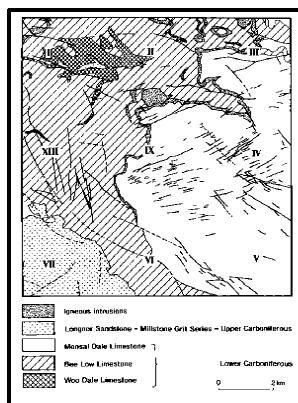 II
III
XIII
IX
IV
VII
VI
V
Igneous intrusions
Longnor Sandstone - Millstone Grit Series - Upper Carboniferous
Monsal Dale Limestone
Bee Low Limestone
Lower Carboniferous
Woo Dale Limestone
0 2 km